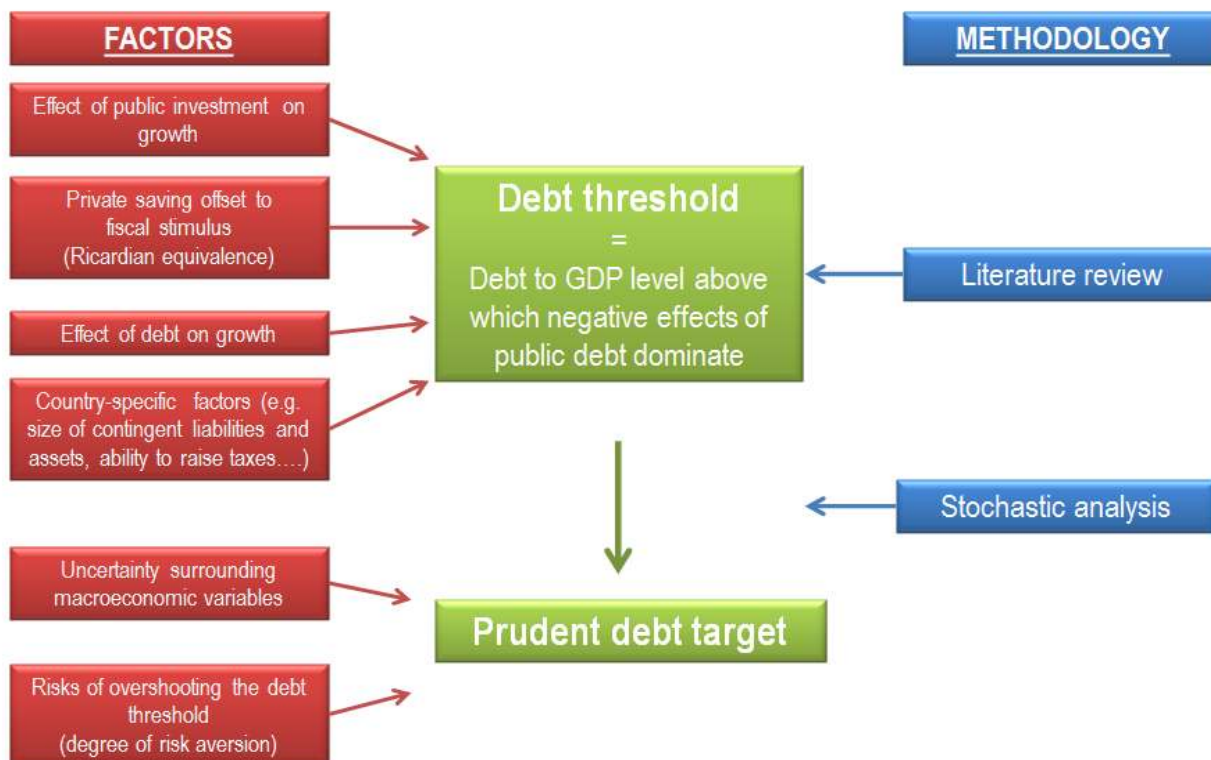 FACTORS
METHODOLOGY
Effect of public investment on
growth
Private saving offset to
fiscal stimulus
(Ricardian equivalence)
Effect of debt on growth
Country-specific factors (e.g.
size of contingent liabilities and
assets, ability to raise taxes....)
Uncertainty surrounding
macroeconomic variables
Risks of overshooting the debt
threshold
(degree of risk aversion)
Debt threshold
=
Debt to GDP level above
which negative effects of
public debt dominate
Prudent debt target
Literature review
Stochastic analysis